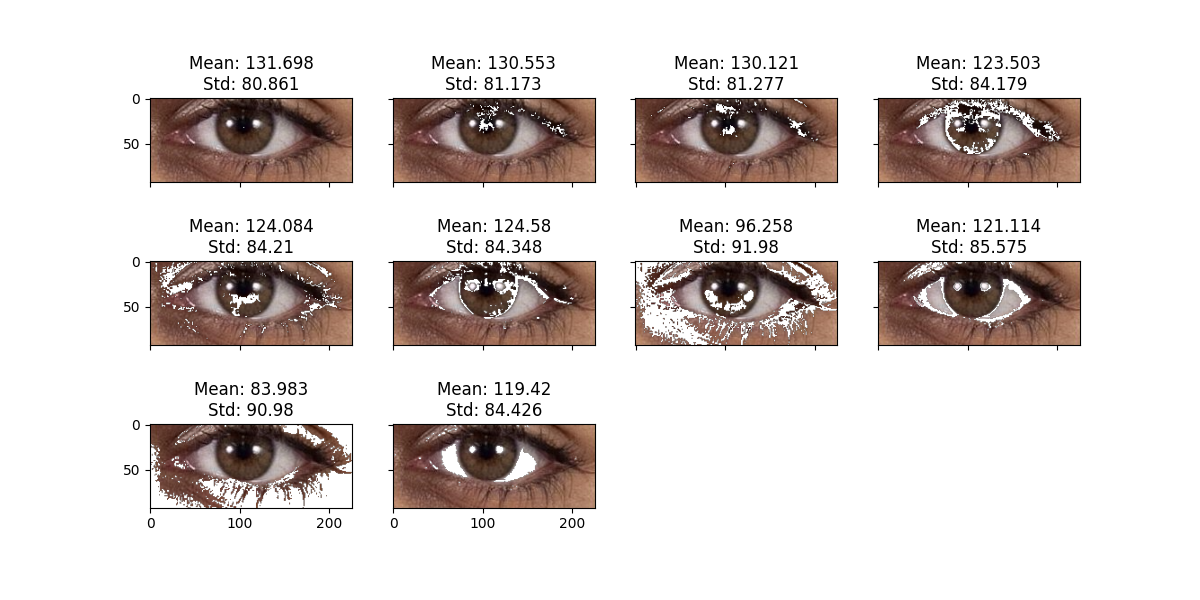 Mean: 131.698
Std: 80.861
Mean: 130.553
Std: 81.173
Mean: 130.121
Std: 81.277
Mean: 123.503
Std: 84.179
0
50
Mean: 124.084
Std: 84.21
Mean: 124.58
Std: 84.348
Mean: 96.258
Std: 91.98
Mean: 121.114
Std: 85.575
0
50
Mean: 83.983
Std: 90.98
Mean: 119.42
Std: 84.426
0
50
0 100 200
0 100 200